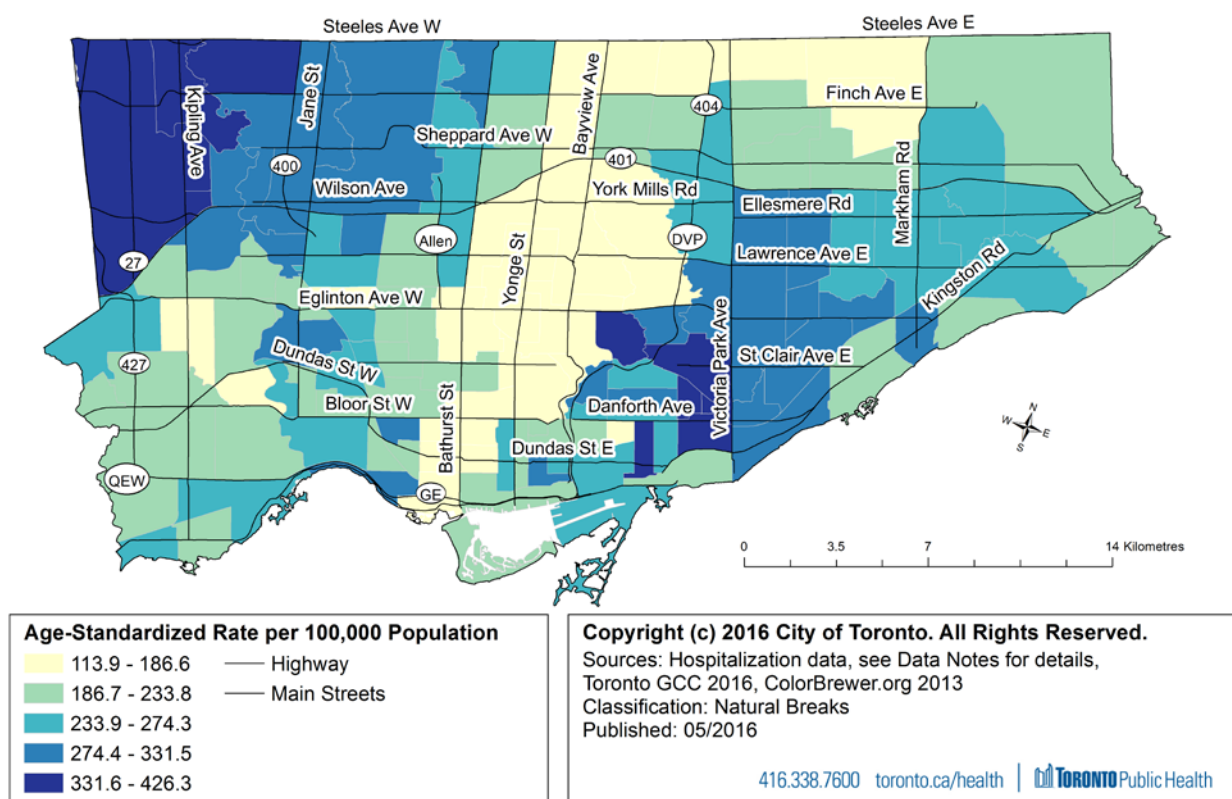 Steeles Ave W
Steeles Ave E
Kipling Ave
Jane St
Bayview Ave
Finch Ave E
404
Sheppard Ave W
400
401
Markham Rd
Wilson Ave
York Mills Rd
Ellesmere Rd
Allen
DVP
27
Lawrence Ave E
Yonge St
Kingston Rd
Eglinton Ave W
Victoria Park Ave
427
Dundas St W
St Clair Ave E
Bloor St W
Bathurst St
Danforth Ave
Dundas St E
QEW
GE
N
W
E
S
0
3.5
7
14 Kilometres
Age-Standardized Rate per 100,000 Population
113.9 - 186.6
186.7 - 233.8
233.9 - 274.3
274.4 - 331.5
331.6 - 426.3
Highway
Main Streets
Copyright (c) 2016 City of Toronto. All Rights Reserved.
Sources: Hospitalization data, see Data Notes for details,
Toronto GCC 2016, ColorBrewer.org 2013
Classification: Natural Breaks
Published: 05/2016
416.338.7600 toronto.ca/health
TORONTO Public Health